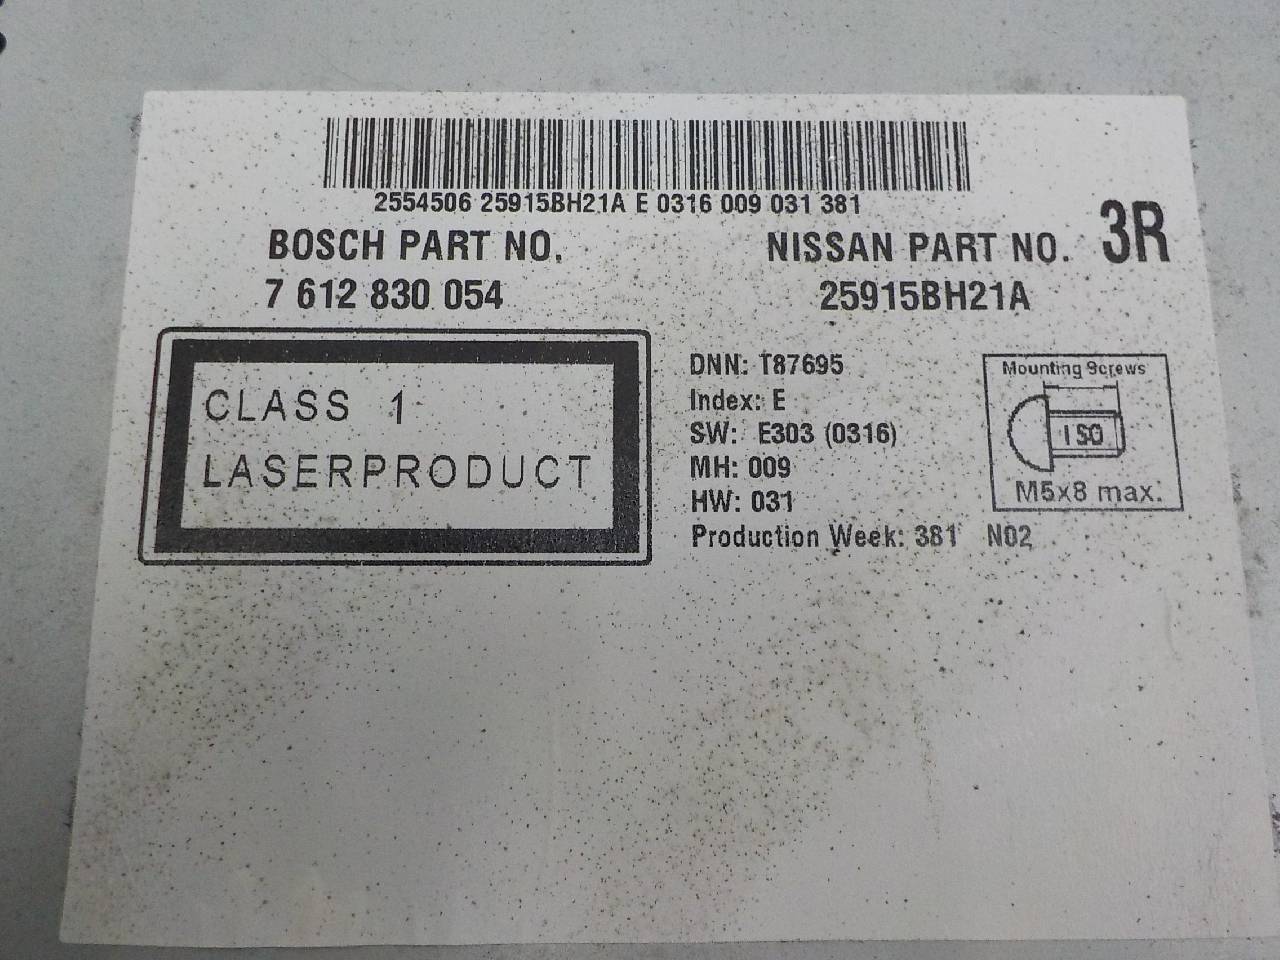 2554506 25915BH21A E 0316 009 031 381
BOSCH PART NO.
7 612 830 054
NISSAN PART NO. 3R
25915BH21A
CLASS 1
LASERPRODUCT
DNN: T87695
Index: E
SW: E303 (0316)
MH: 009
HW: 031
Production Week: 381 N02
Mounting Screws
ISO
M5x8 max.